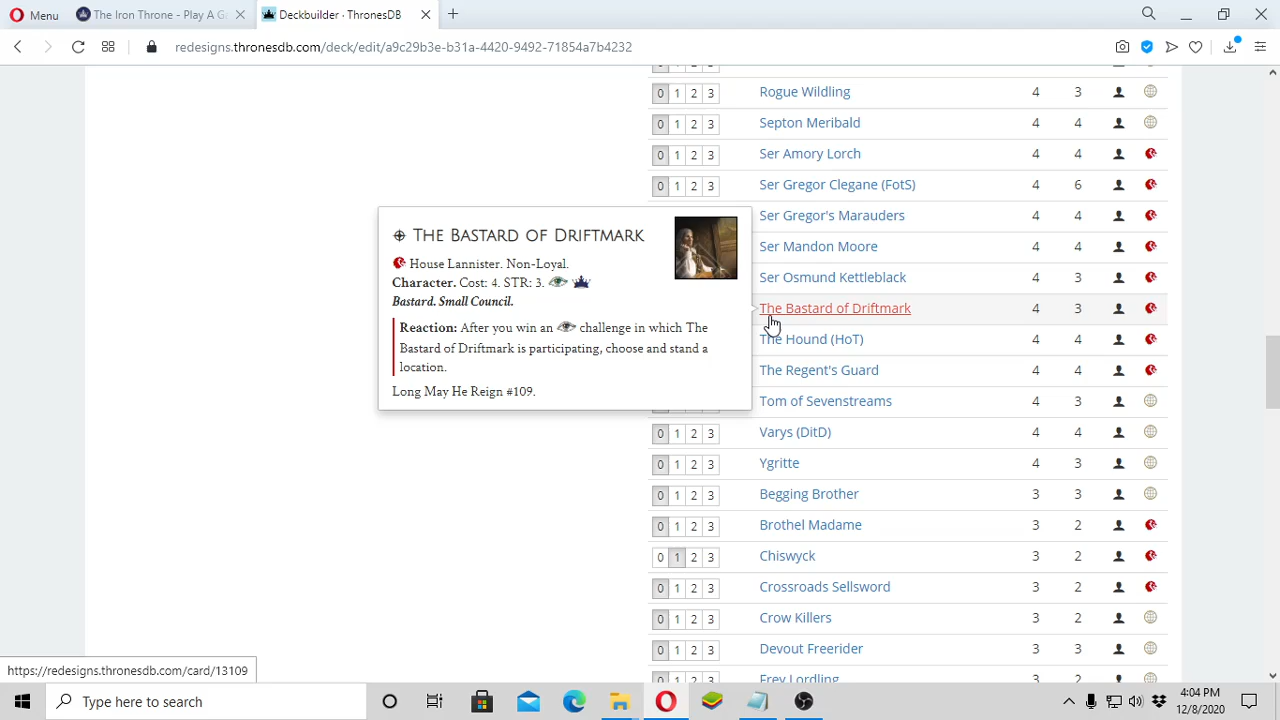 Menu
The Iron Throne - Play A G
Deckbuilder · ThronesDB
redesigns.thronesdb.com/deck/edit/a9c29b3e-b31a-4420-9492-71854a7b4232
0 1 2 3 Rogue Wildling 4 3
0 1 2 3 Septon Meribald 4 4
0 1 2 3 Ser Amory Lorch 4 4
0 1 2 3 Ser Gregor Clegane (FotS) 4 6
Ser Gregor's Marauders 4 4
Ser Mandon Moore 4 4
Ser Osmund Kettleblack 4 3
The Bastard of Driftmark 4 3
The Hound (HoT) 4 4
The Regent's Guard 4 4
Tom of Sevenstreams 4 3
0 1 2 3 Varys (DitD) 4 4
0 1 2 3 Ygritte 4 3
0 1 2 3 Begging Brother 3 3
0 1 2 3 Brothel Madame 3 2
0 1 2 3 Chiswyck 3 2
0 1 2 3 Crossroads Sellsword 3 2
0 1 2 3 Crow Killers 3 2
0 1 2 3 Devout Freerider 3 3
Frey Lordling
The Bastard of Driftmark
House Lannister. Non-Loyal.
Character. Cost: 4. STR: 3.
Bastard. Small Council.
Reaction: After you win an challenge in which The
Bastard of Driftmark is participating, choose and stand a
location.
Long May He Reign #109.
https://redesigns.thronesdb.com/card/13109
Type here to search
4:04 PM
12/8/2020